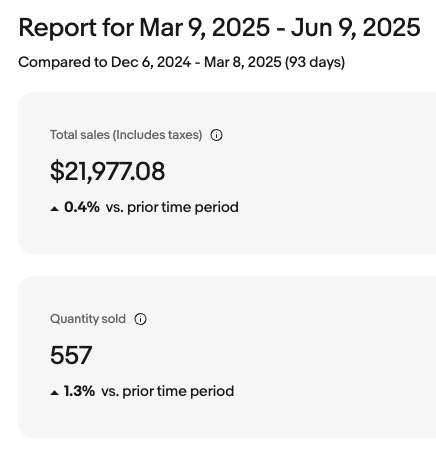 Report for Mar 9, 2025 - Jun 9, 2025
Compared to Dec 6, 2024 - Mar 8, 2025 (93 days)
Total sales (Includes taxes)
$21,977.08
0.4% vs. prior time period
Quantity sold
557
1.3% vs. prior time period